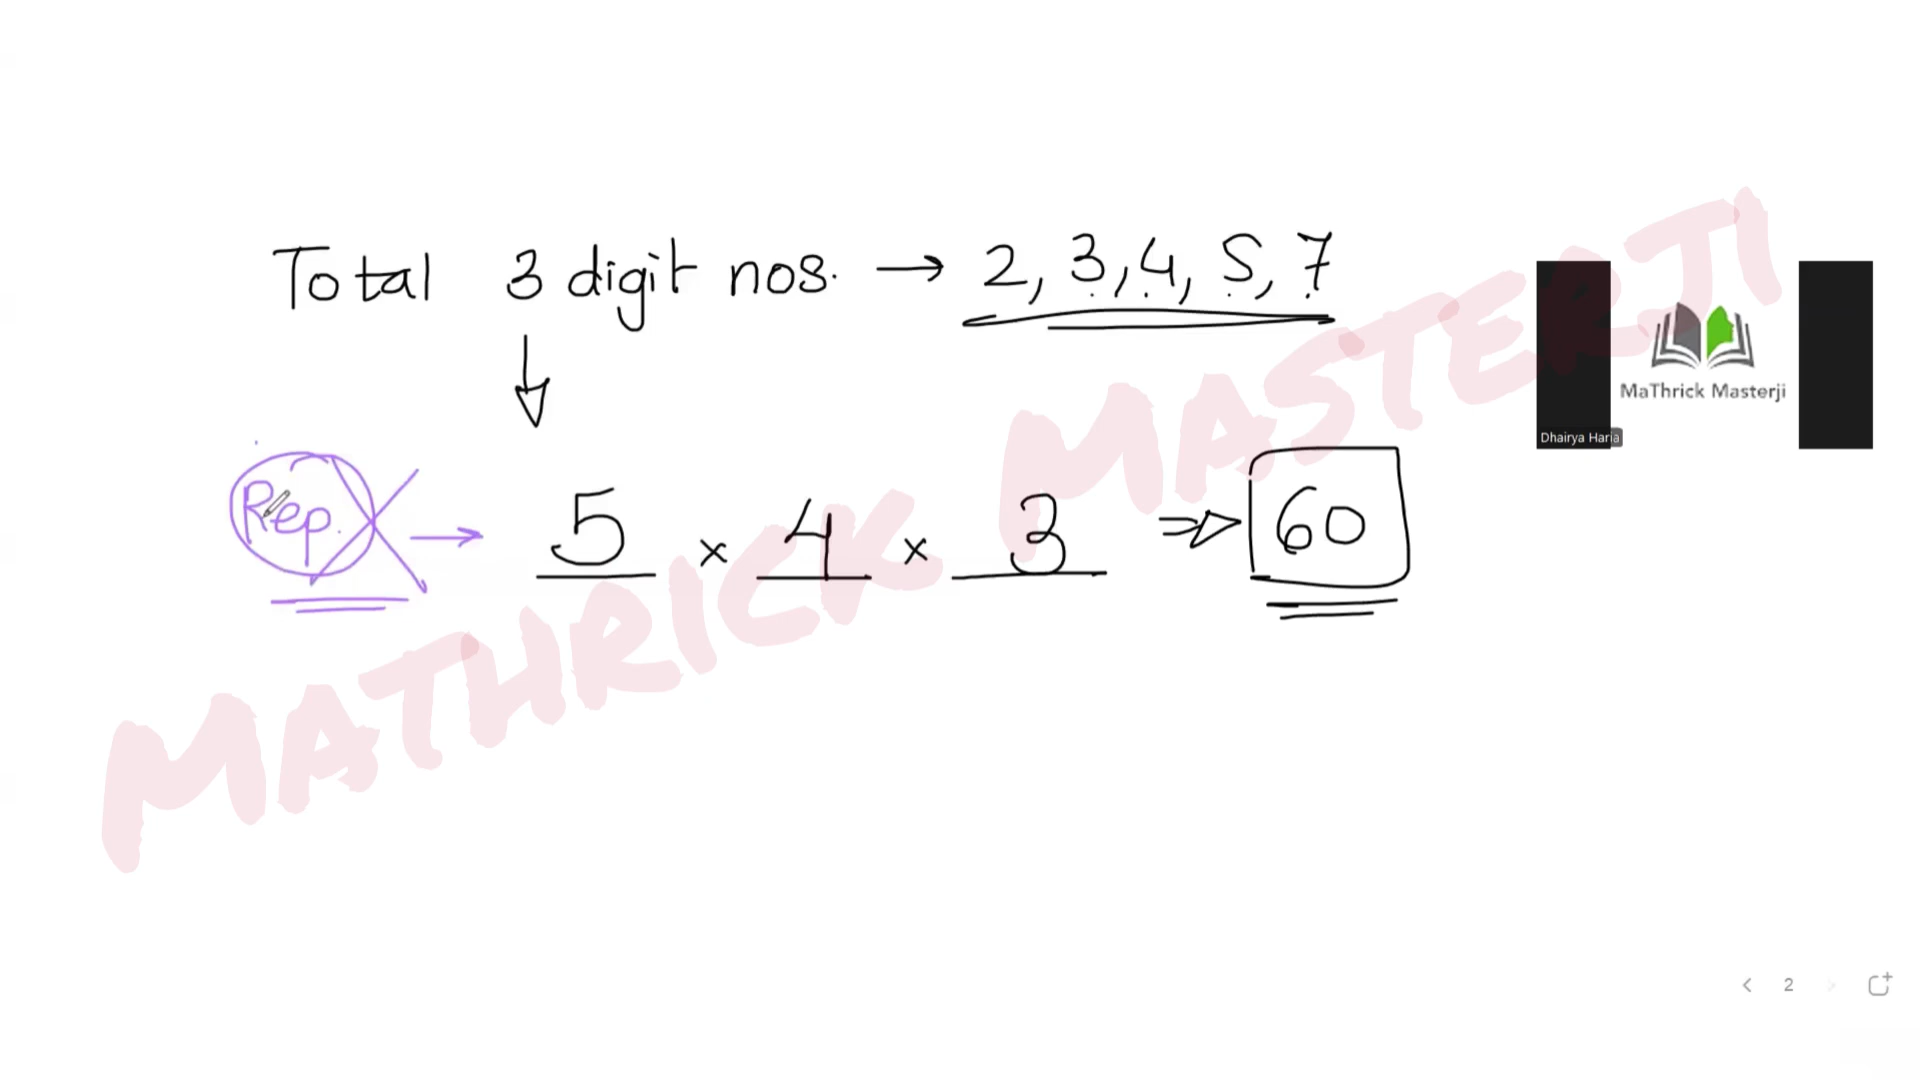 Total 3 digit nos. → 2, 3, 4, 5, 7
MaThrick Masterji
Dhairya Haria
Rep. → 5 × 4 × 3 ⇒ 60
MATHRICK MASTERJI
2